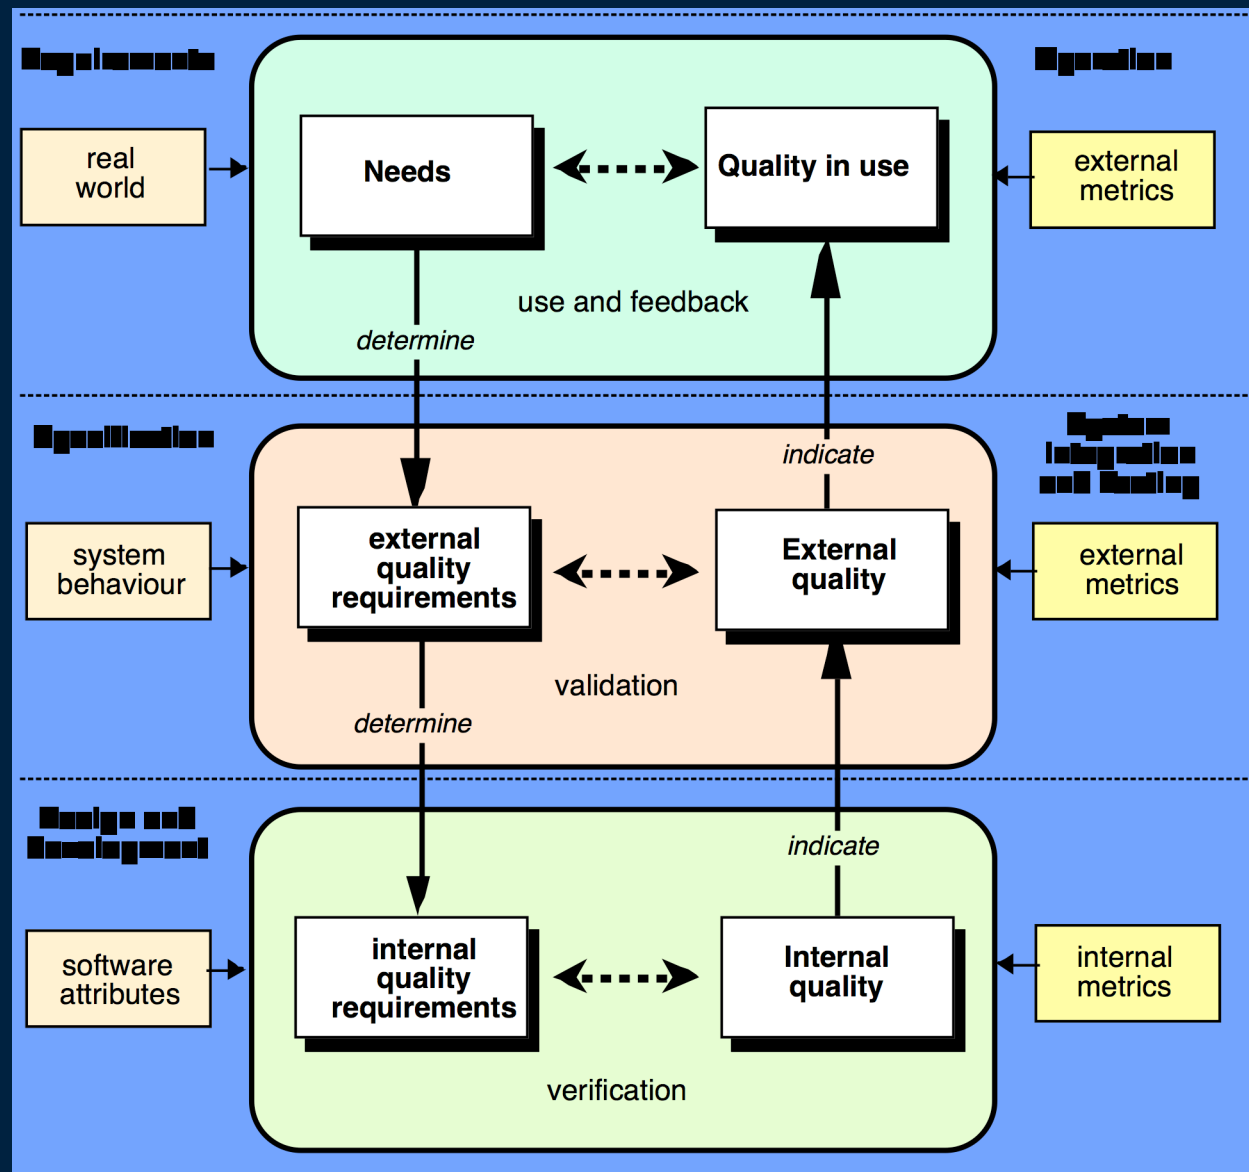 real
world
Needs
Quality in use
external
metrics
use and feedback
determine
indicate
system
behaviour
external
quality
requirements
External
quality
external
metrics
validation
determine
indicate
software
attributes
internal
quality
requirements
Internal
quality
internal
metrics
verification